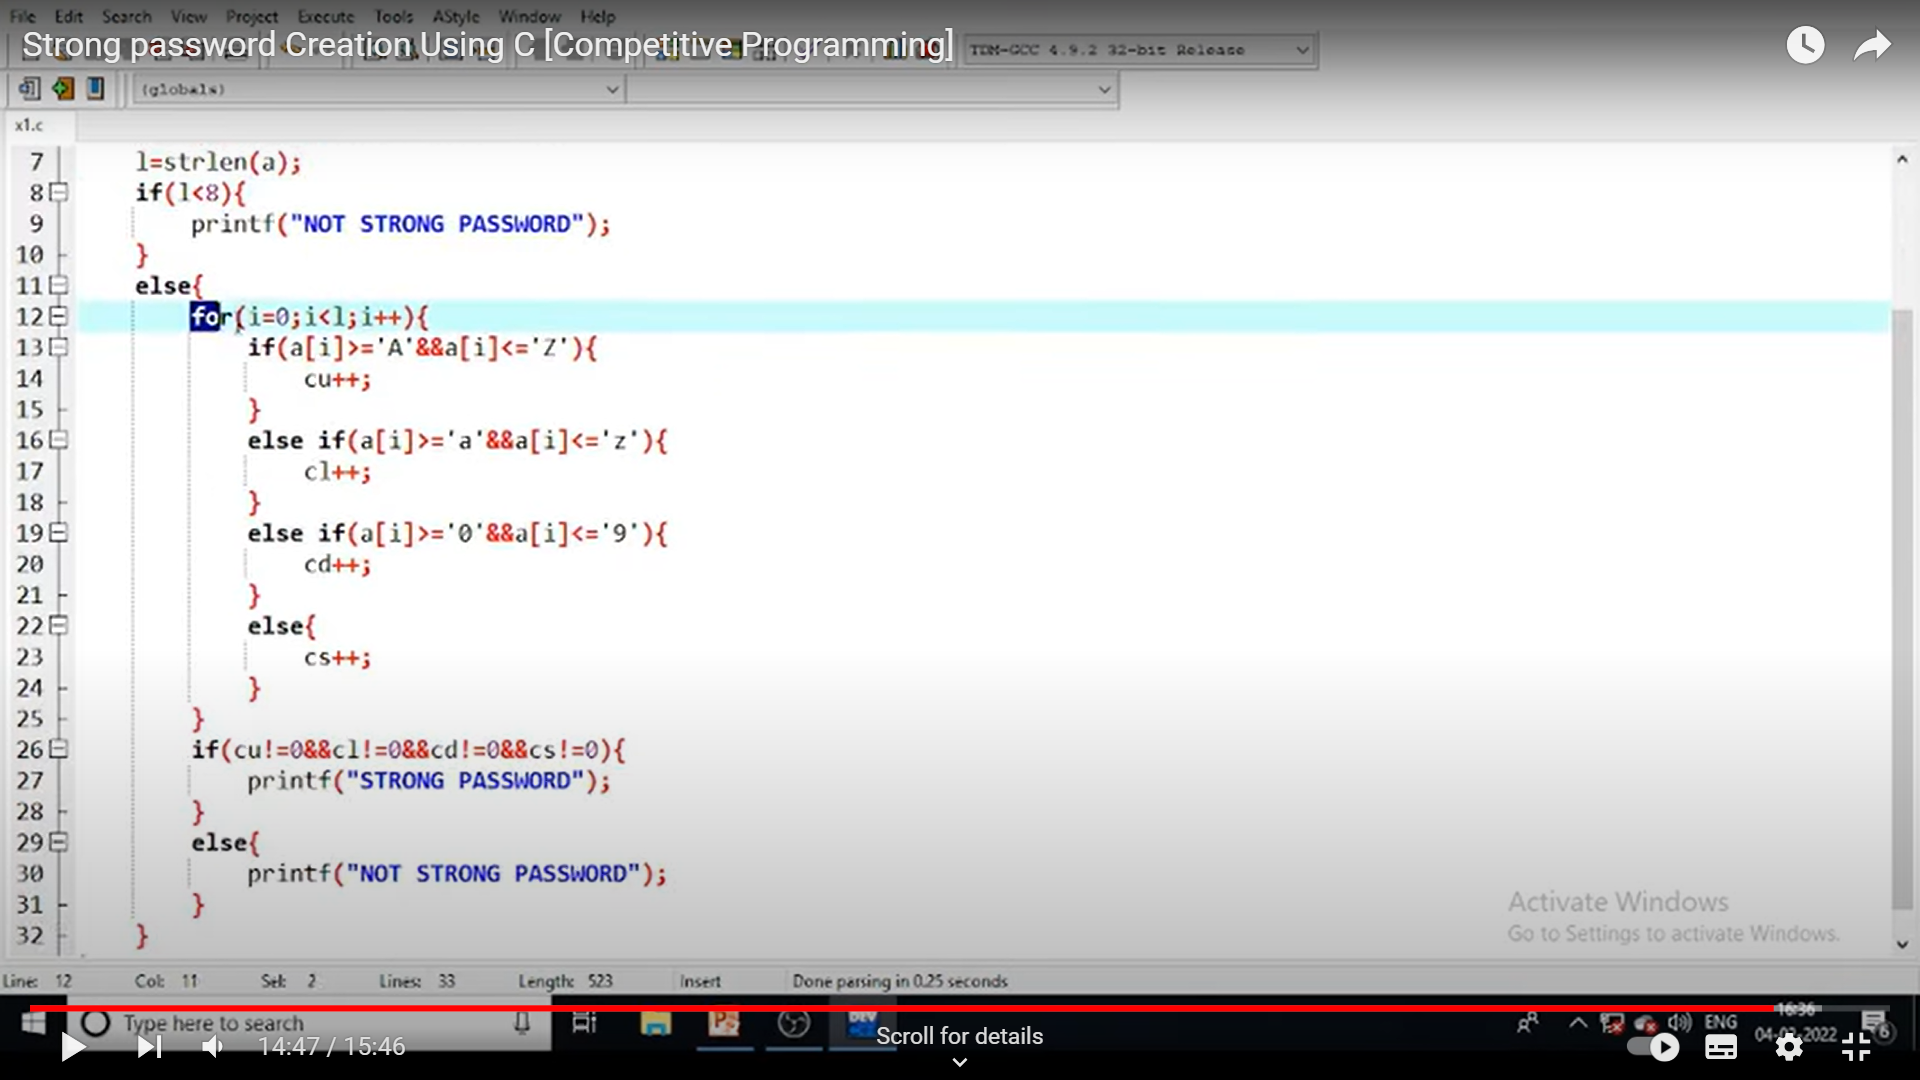 File Edit Search View Project Execute Tools AStyle Window Help
Strong password Creation Using C [Competitive Programming]
TDM-GCC 4.9.2 32-bit Release
(globals)
x1.c
7 l=strlen(a);
8 if(l<8){
9 printf("NOT STRONG PASSWORD");
10 }
11 else{
12 for(i=0;i<l;i++){
13 if(a[i]>='A'&&a[i]<='Z'){
14 cu++;
15 }
16 else if(a[i]>='a'&&a[i]<='z'){
17 cl++;
18 }
19 else if(a[i]>='0'&&a[i]<='9'){
20 cd++;
21 }
22 else{
23 cs++;
24 }
25 }
26 if(cu!=0&&cl!=0&&cd!=0&&cs!=0){
27 printf("STRONG PASSWORD");
28 }
29 else{
30 printf("NOT STRONG PASSWORD");
31 }
32 }
Activate Windows
Go to Settings to activate Windows.
Line: 12 Col: 11 Sel: 2 Lines: 33 Length: 523 Insert Done parsing in 0.25 seconds
Type here to search
DEV
ENG
16:36
04-02-2022
6
14:47 / 15:46
Scroll for details